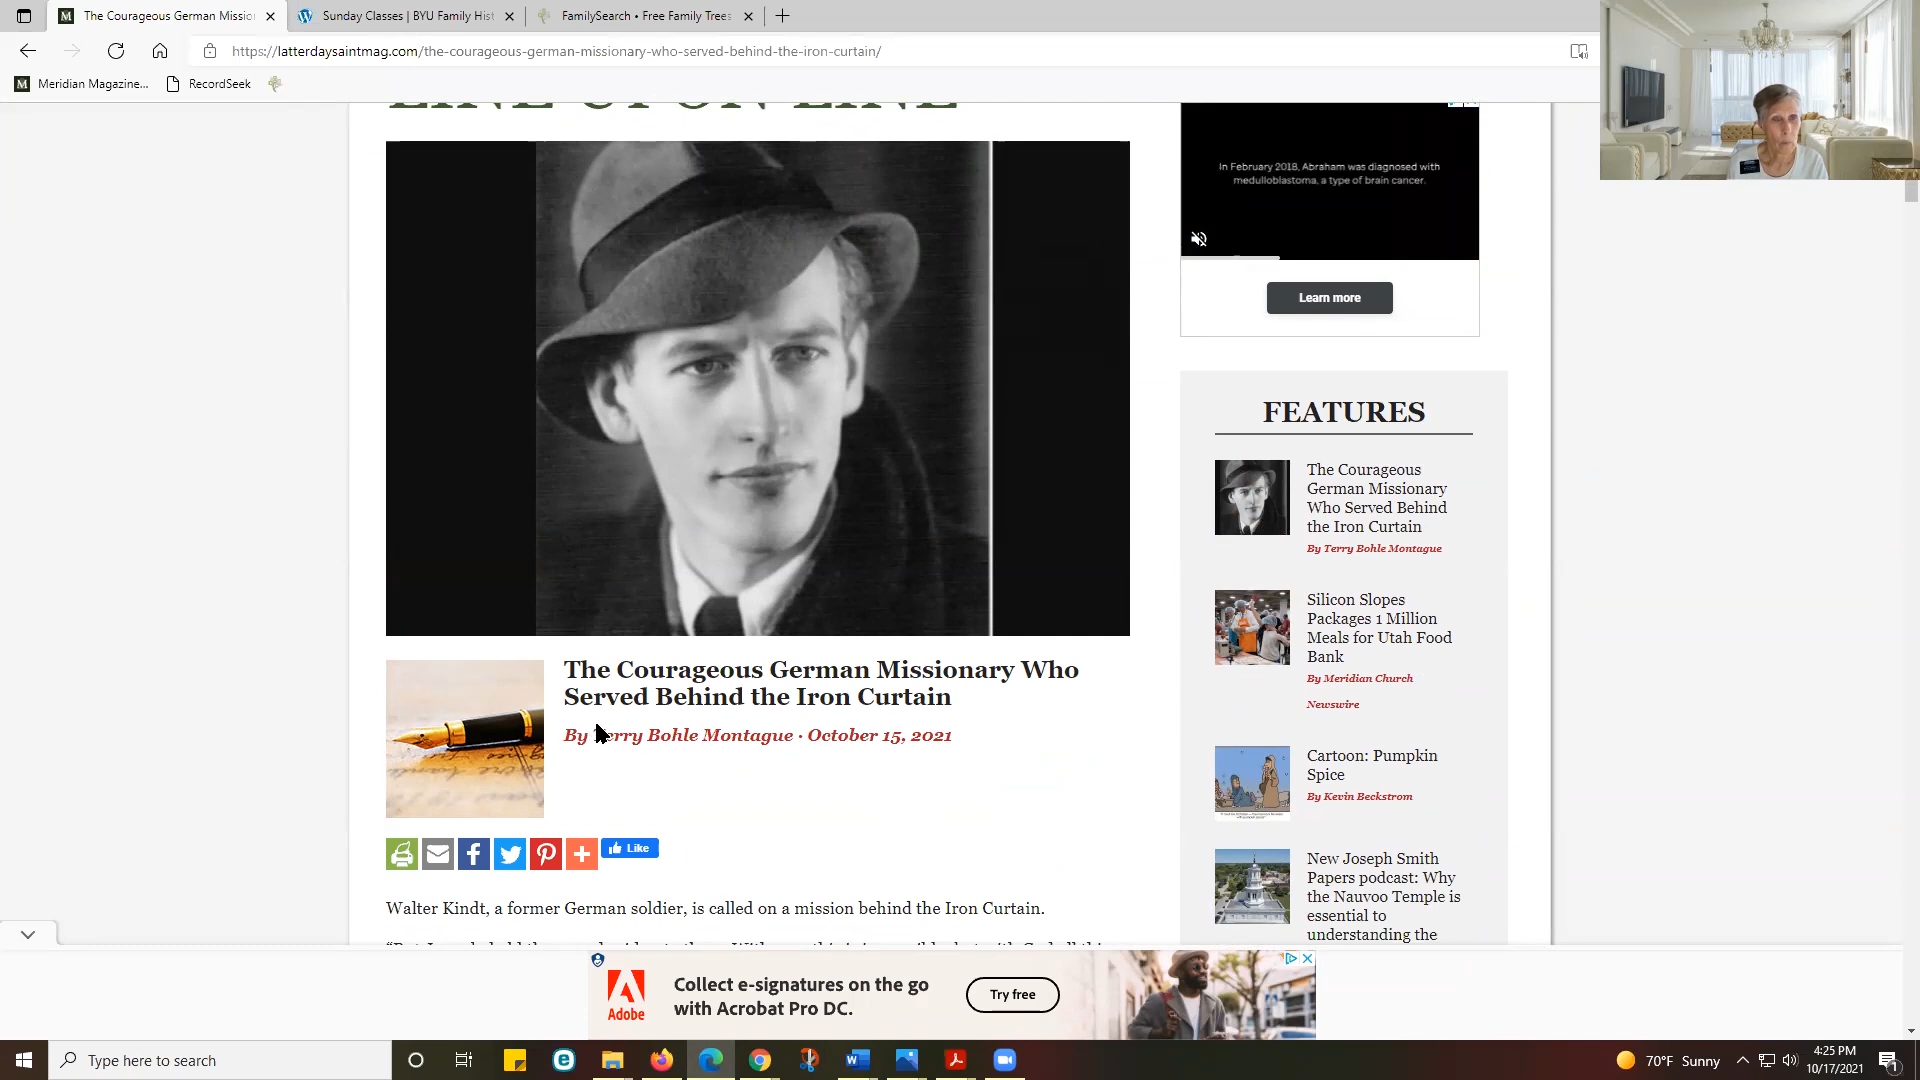 The Courageous German Missio
Sunday Classes | BYU Family Hist
FamilySearch • Free Family Trees
https://latterdaysaintmag.com/the-courageous-german-missionary-who-served-behind-the-iron-curtain/
Meridian Magazine...
RecordSeek
LINE UPON LINE
In February 2018, Abraham was diagnosed with
medulloblastoma, a type of brain cancer.
Learn more
FEATURES
The Courageous
German Missionary
Who Served Behind
the Iron Curtain
By Terry Bohle Montague
Silicon Slopes
Packages 1 Million
Meals for Utah Food
Bank
By Meridian Church
Newswire
Cartoon: Pumpkin
Spice
By Kevin Beckstrom
New Joseph Smith
Papers podcast: Why
the Nauvoo Temple is
essential to
understanding the
The Courageous German Missionary Who
Served Behind the Iron Curtain
By Terry Bohle Montague · October 15, 2021
Like
Walter Kindt, a former German soldier, is called on a mission behind the Iron Curtain.
Adobe
Collect e-signatures on the go
with Acrobat Pro DC.
Try free
Type here to search
70°F Sunny
4:25 PM
10/17/2021
1